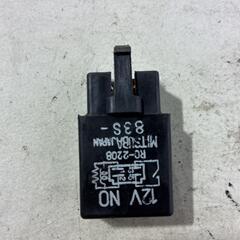 83S-
MITSUBA JAPAN
RC-2208
12V NO